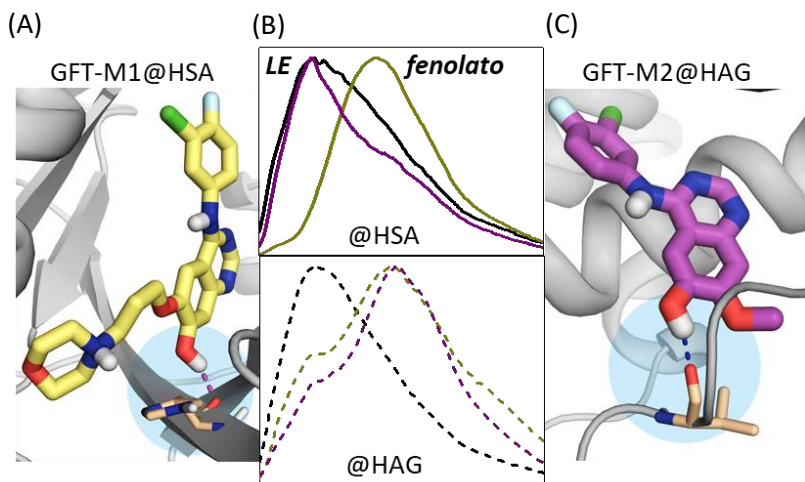 (A)
(B)
(C)
GFT-M1@HSA
LE
fenolato
GFT-M2@HAG
@HSA
@HAG